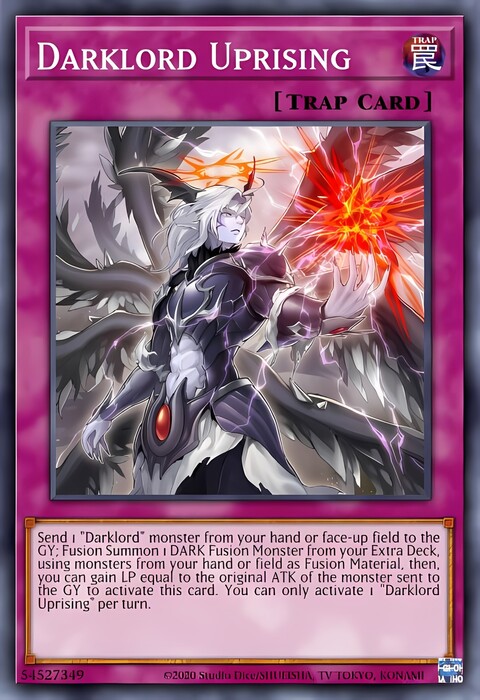 Darklord Uprising
TRAP
罠
[Trap Card]
Send 1 "Darklord" monster from your hand or face-up field to the
GY; Fusion Summon 1 DARK Fusion Monster from your Extra Deck,
using monsters from your hand or field as Fusion Material, then,
you can gain LP equal to the original ATK of the monster sent to
the GY to activate this card. You can only activate 1 "Darklord
Uprising" per turn.
54527349
©2020 Studio Dice/SHUEISHA, TV TOKYO, KONAMI